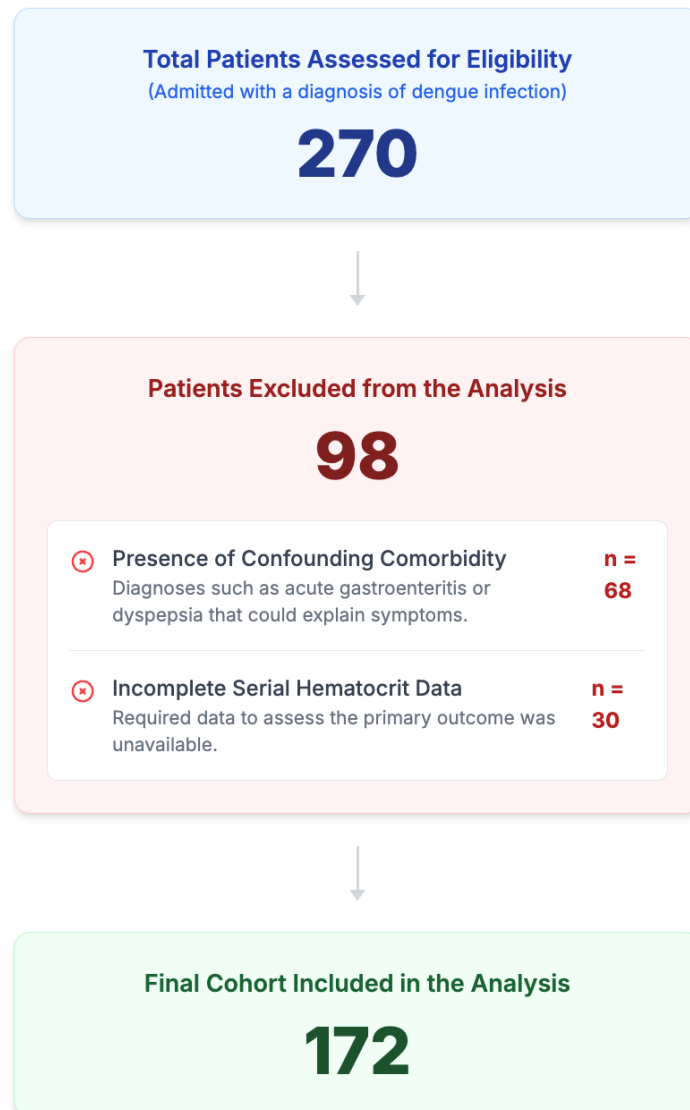 Total Patients Assessed for Eligibility
(Admitted with a diagnosis of dengue infection)
270
Patients Excluded from the Analysis
98
Presence of Confounding Comorbidity
n =
68
Diagnoses such as acute gastroenteritis or
dyspepsia that could explain symptoms.
Incomplete Serial Hematocrit Data
n =
30
Required data to assess the primary outcome was
unavailable.
Final Cohort Included in the Analysis
172